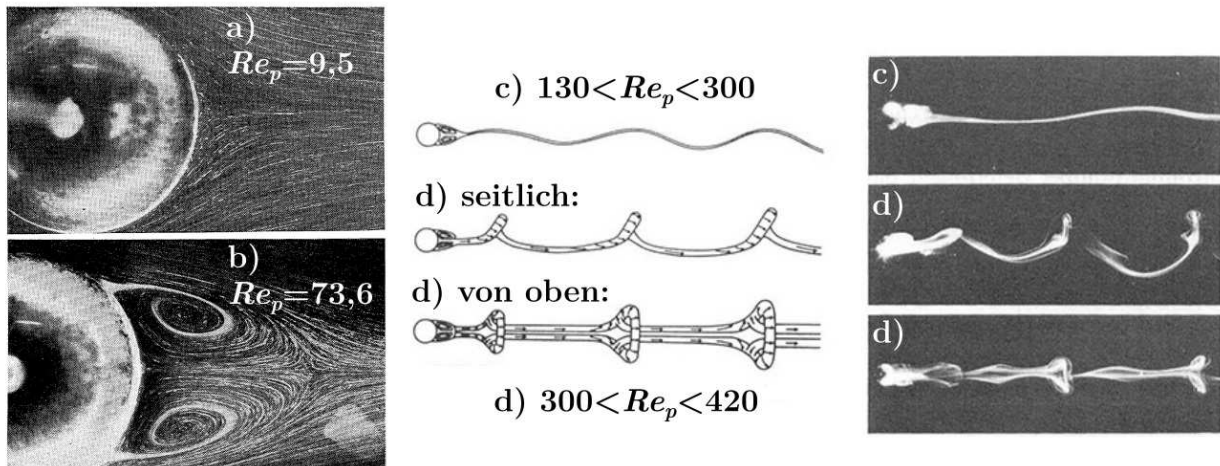 a)
Re_p=9,5
b)
Re_p=73,6
c) 130<Re_p<300
d) seitlich:
d) von oben:
d) 300<Re_p<420
c)
d)
d)